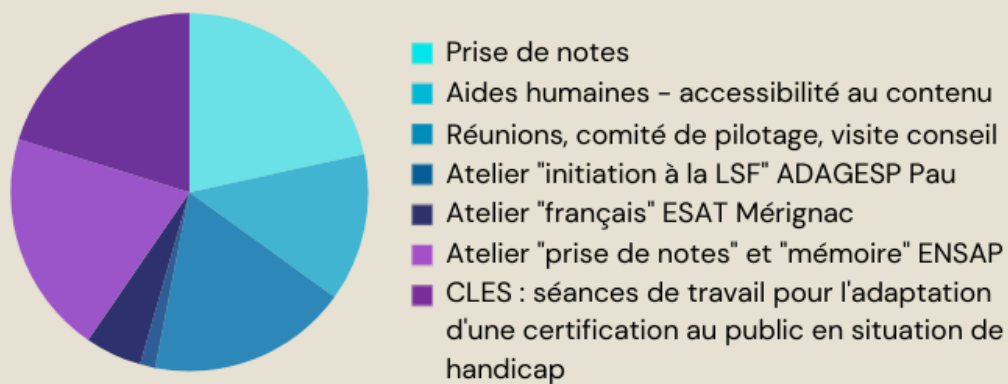 Prise de notes
Aides humaines - accessibilité au contenu
Réunions, comité de pilotage, visite conseil
Atelier "initiation à la LSF" ADAGESP Pau
Atelier "français" ESAT Mérignac
Atelier "prise de notes" et "mémoire" ENSAP
CLES : séances de travail pour l'adaptation
d'une certification au public en situation de
handicap